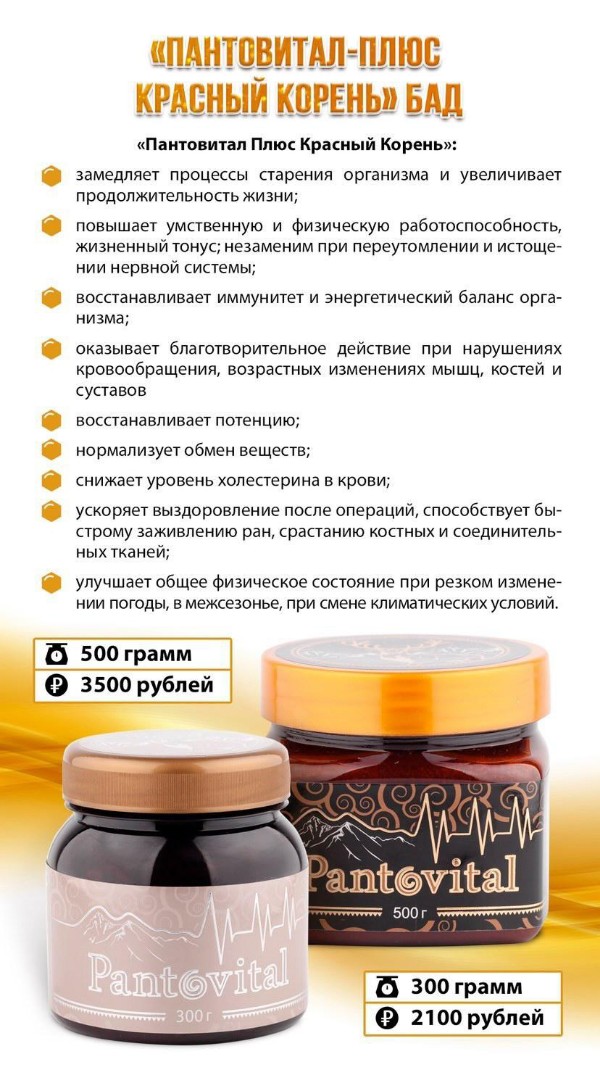 «ПАНТОВИТАЛ-ПЛЮС
КРАСНЫЙ КОРЕНЬ» БАД
«Пантовитал Плюс Красный Корень»:
замедляет процессы старения организма и увеличивает
продолжительность жизни;
повышает умственную и физическую работоспособность,
жизненный тонус; незаменим при переутомлении и истоще-
нии нервной системы;
восстанавливает иммунитет и энергетический баланс орга-
низма;
оказывает благотворительное действие при нарушениях
кровообращения, возрастных изменениях мышц, костей и
суставов
восстанавливает потенцию;
нормализует обмен веществ;
снижает уровень холестерина в крови;
ускоряет выздоровление после операций, способствует бы-
строму заживлению ран, срастанию костных и соединитель-
ных тканей;
улучшает общее физическое состояние при резком измене-
нии погоды, в межсезонье, при смене климатических условий.
500 грамм
3500 рублей
Pantovital
500 г
Pantovital
300 г
300 грамм
2100 рублей